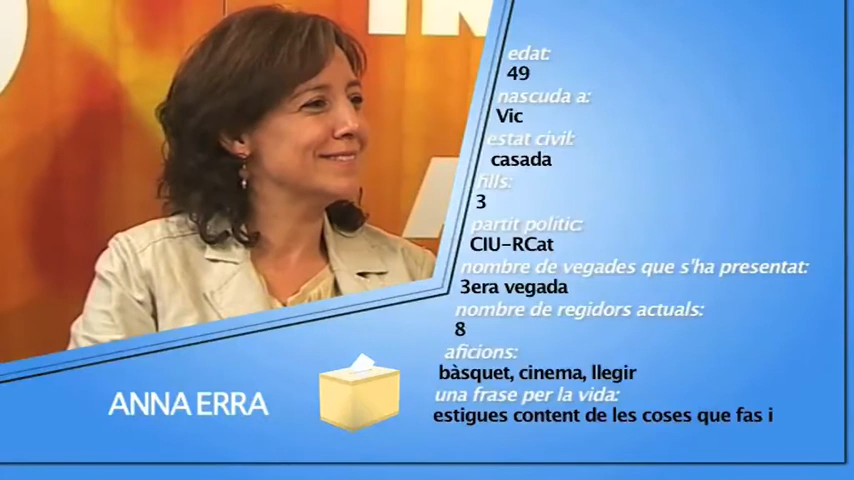 edat:
49
nascuda a:
Vic
estat civil:
casada
fills:
3
partit polític:
CIU-RCat
nombre de vegades que s'ha presentat:
3era vegada
nombre de regidors actuals:
8
aficions:
bàsquet, cinema, llegir
una frase per la vida:
estigues content de les coses que fas i
ANNA ERRA